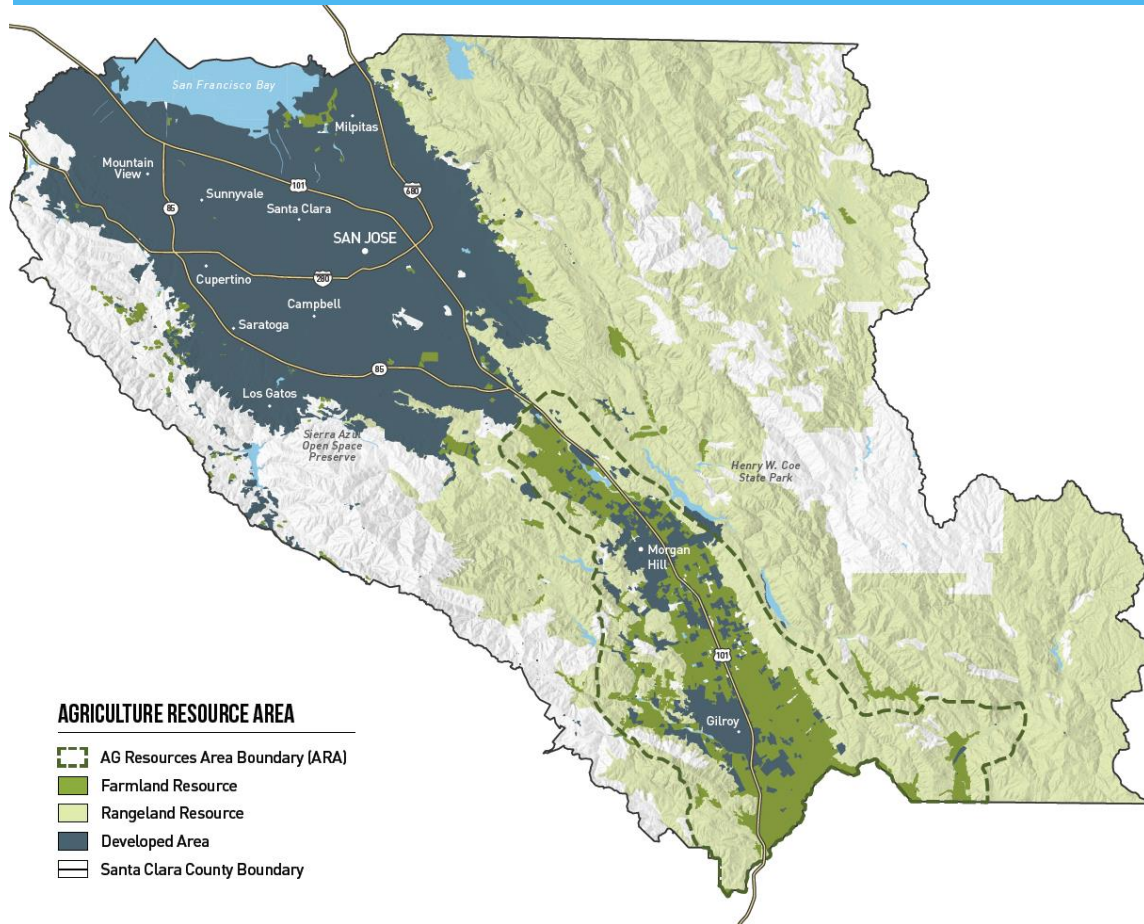 San Francisco Bay
Milpitas
Mountain
View
Sunnyvale
101
680
85
Santa Clara
SAN JOSE
Cupertino
280
Campbell
Saratoga
85
Los Gatos
Sierra Azul
Open Space
Preserve
Henry W. Coe
State Park
Morgan
Hill
101
Gilroy
AGRICULTURE RESOURCE AREA
AG Resources Area Boundary (ARA)
Farmland Resource
Rangeland Resource
Developed Area
Santa Clara County Boundary